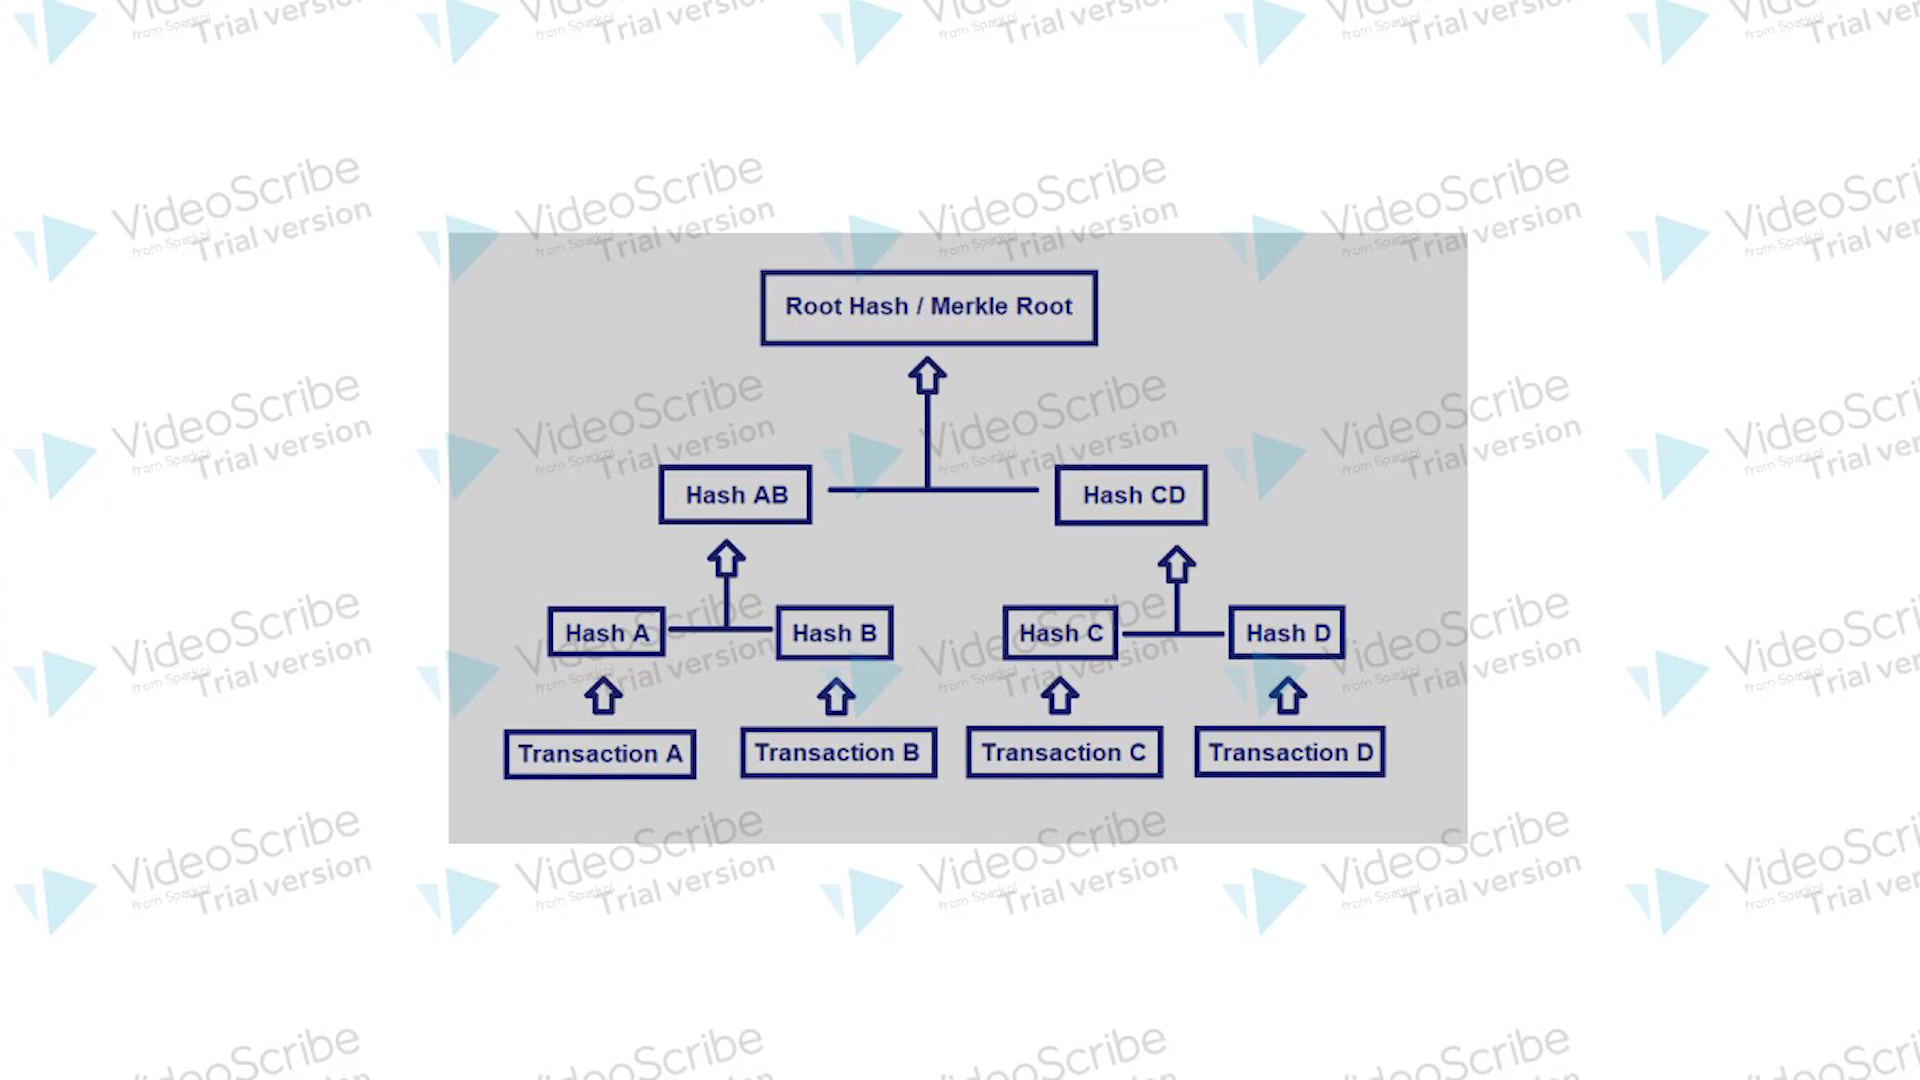 Root Hash / Merkle Root
Hash AB
Hash CD
Hash A
Hash B
Hash C
Hash D
Transaction A
Transaction B
Transaction C
Transaction D
VideoScribe
Trial version